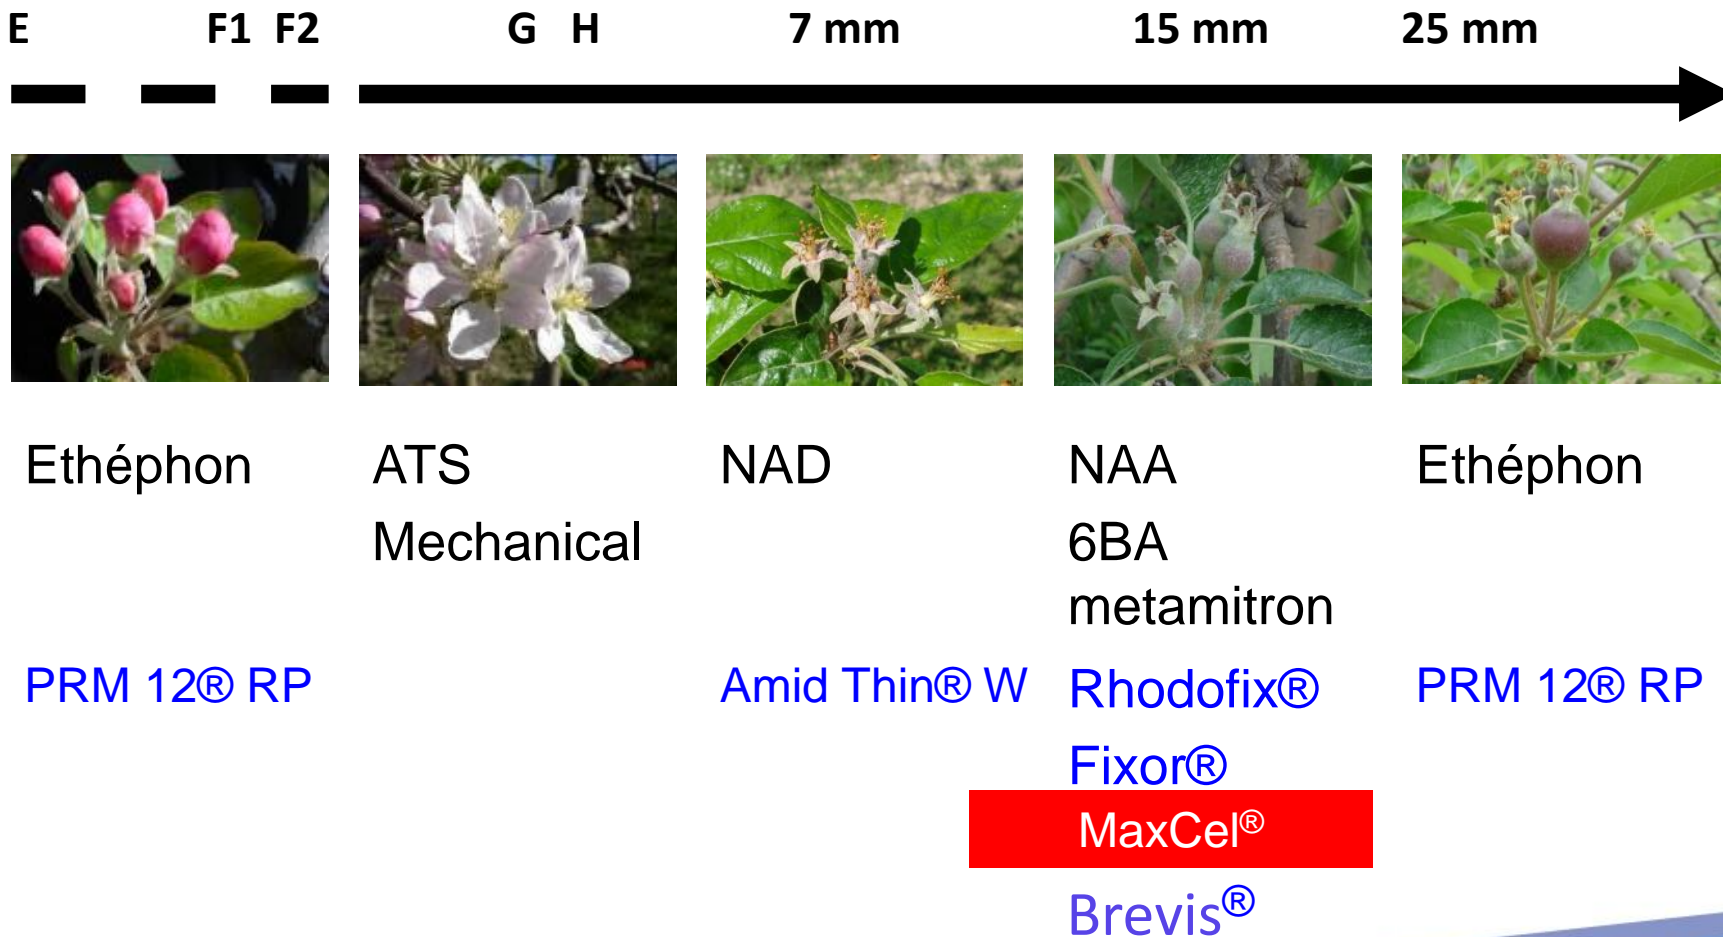 E F1 F2 G H 7 mm 15 mm 25 mm
Ethéphon ATS NAD NAA Ethéphon
Mechanical 6BA
metamitron
PRM 12® RP Amid Thin® W Rhodofix® PRM 12® RP
Fixor®
MaxCel®
Brevis®